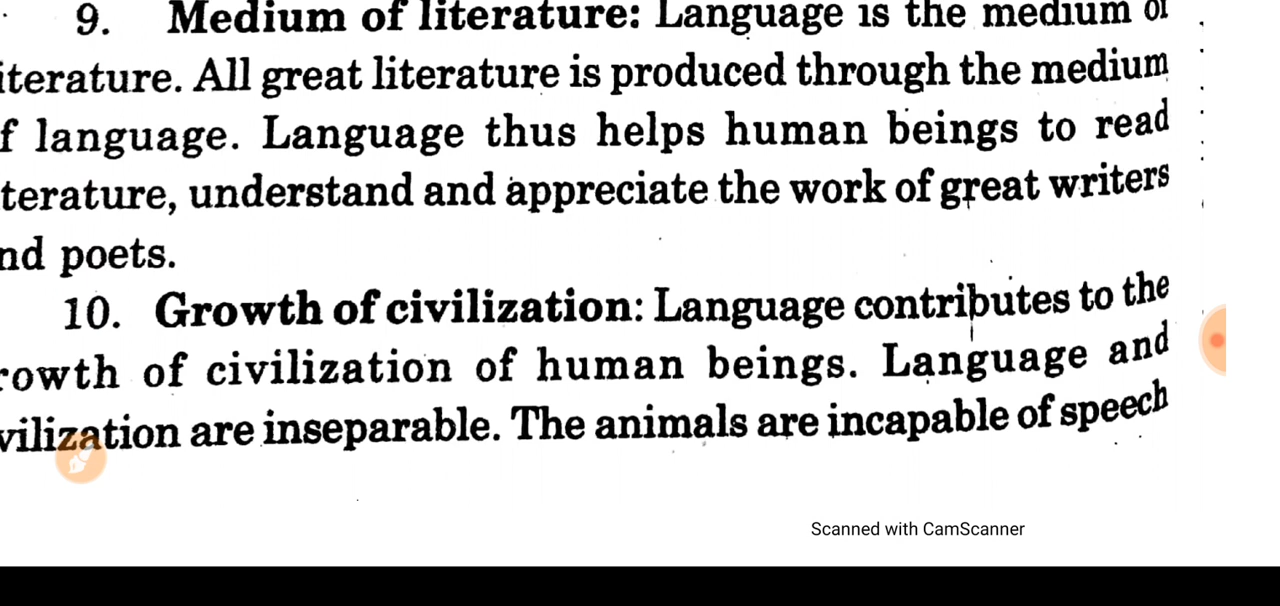 9. Medium of literature: Language is the medium of
iterature. All great literature is produced through the medium
f language. Language thus helps human beings to read
terature, understand and appreciate the work of great writers
nd poets.
10. Growth of civilization: Language contributes to the
rowth of civilization of human beings. Language and
vilization are inseparable. The animals are incapable of speech
Scanned with CamScanner